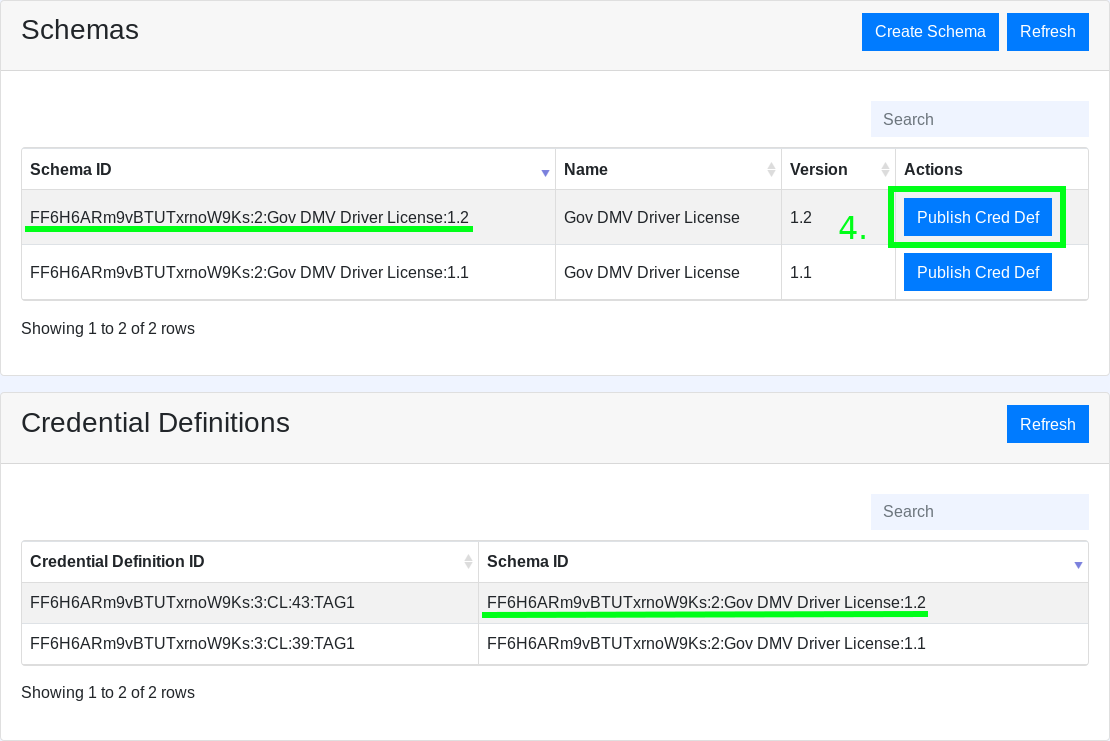 Schemas
Create Schema
Refresh
Search
Schema ID Name Version Actions
FF6H6ARm9vBTUTxrnoW9Ks:2:Gov DMV Driver License:1.2 Gov DMV Driver License 1.2 4. Publish Cred Def
FF6H6ARm9vBTUTxrnoW9Ks:2:Gov DMV Driver License:1.1 Gov DMV Driver License 1.1 Publish Cred Def
Showing 1 to 2 of 2 rows
Credential Definitions
Refresh
Search
Credential Definition ID Schema ID
FF6H6ARm9vBTUTxrnoW9Ks:3:CL:43:TAG1 FF6H6ARm9vBTUTxrnoW9Ks:2:Gov DMV Driver License:1.2
FF6H6ARm9vBTUTxrnoW9Ks:3:CL:39:TAG1 FF6H6ARm9vBTUTxrnoW9Ks:2:Gov DMV Driver License:1.1
Showing 1 to 2 of 2 rows